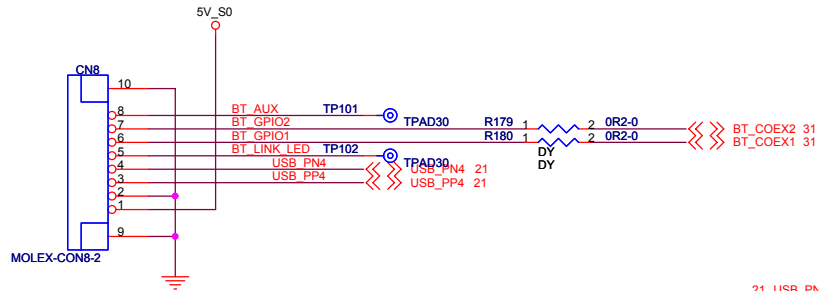 5V_S0
CN8
10
8 BT_AUX TP101 TPAD30
7 BT_GPIO2 R179 1 2 0R2-0 BT_COEX2 31
6 BT_GPIO1 R180 1 2 0R2-0 BT_COEX1 31
5 BT_LINK_LED TP102 TPAD30
DY
DY
4 USB_PN4 USB_PN4 21
3 USB_PP4 USB_PP4 21
2
1
9
MOLEX-CON8-2
21 USB_PN